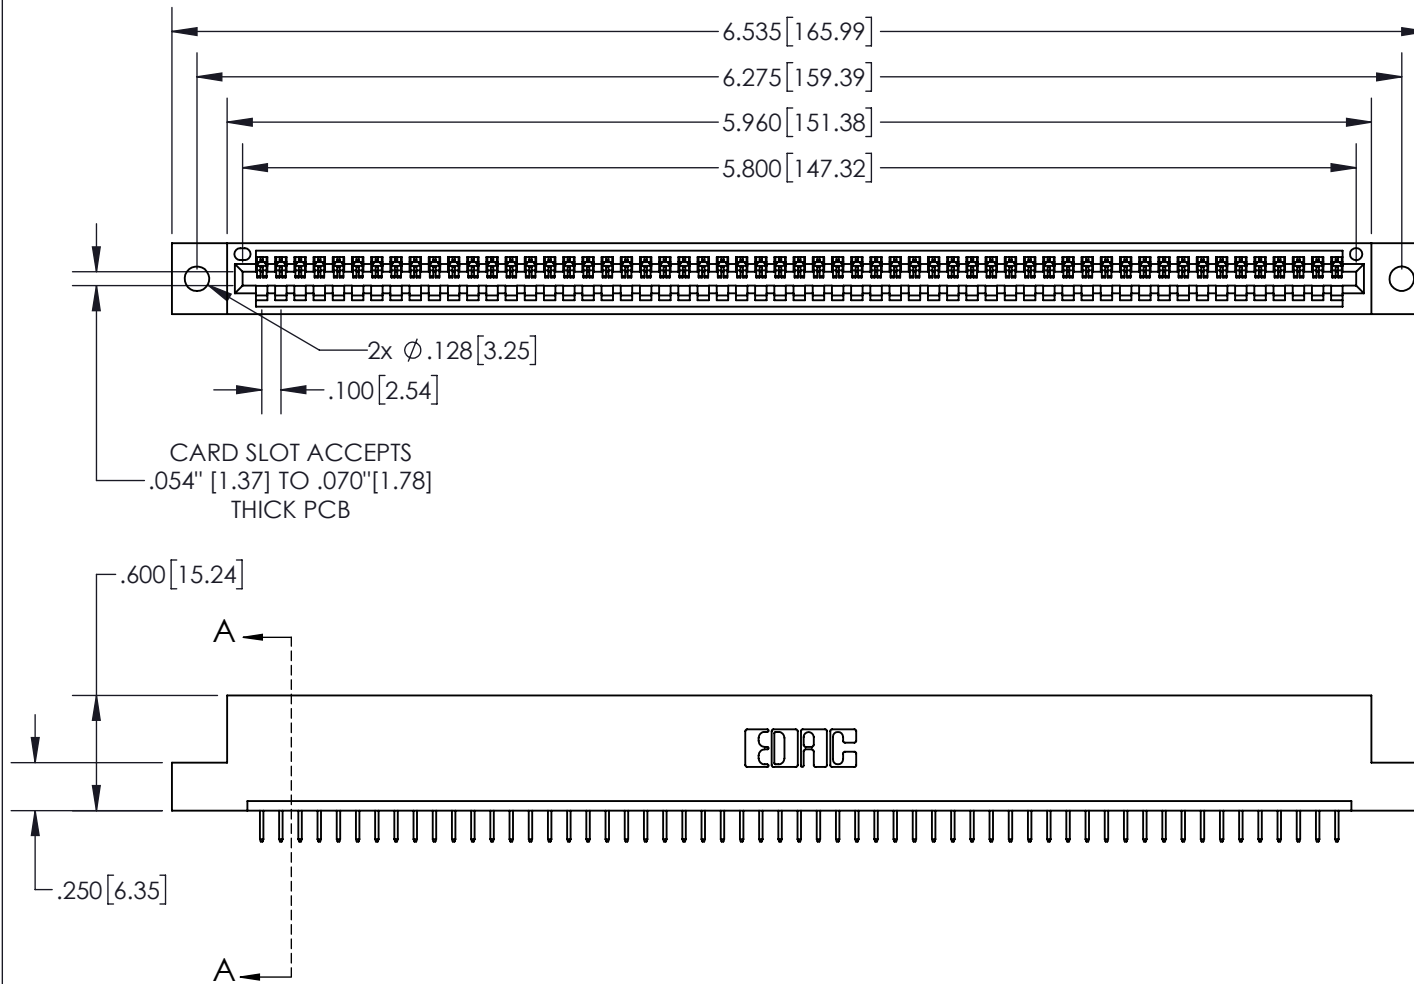 6.535[165.99]
6.275[159.39]
5.960[151.38]
5.800[147.32]
2x ∅.128[3.25]
.100[2.54]
CARD SLOT ACCEPTS
.054" [1.37] TO .070"[1.78]
THICK PCB
.600[15.24]
A
EDAC
.250[6.35]
A